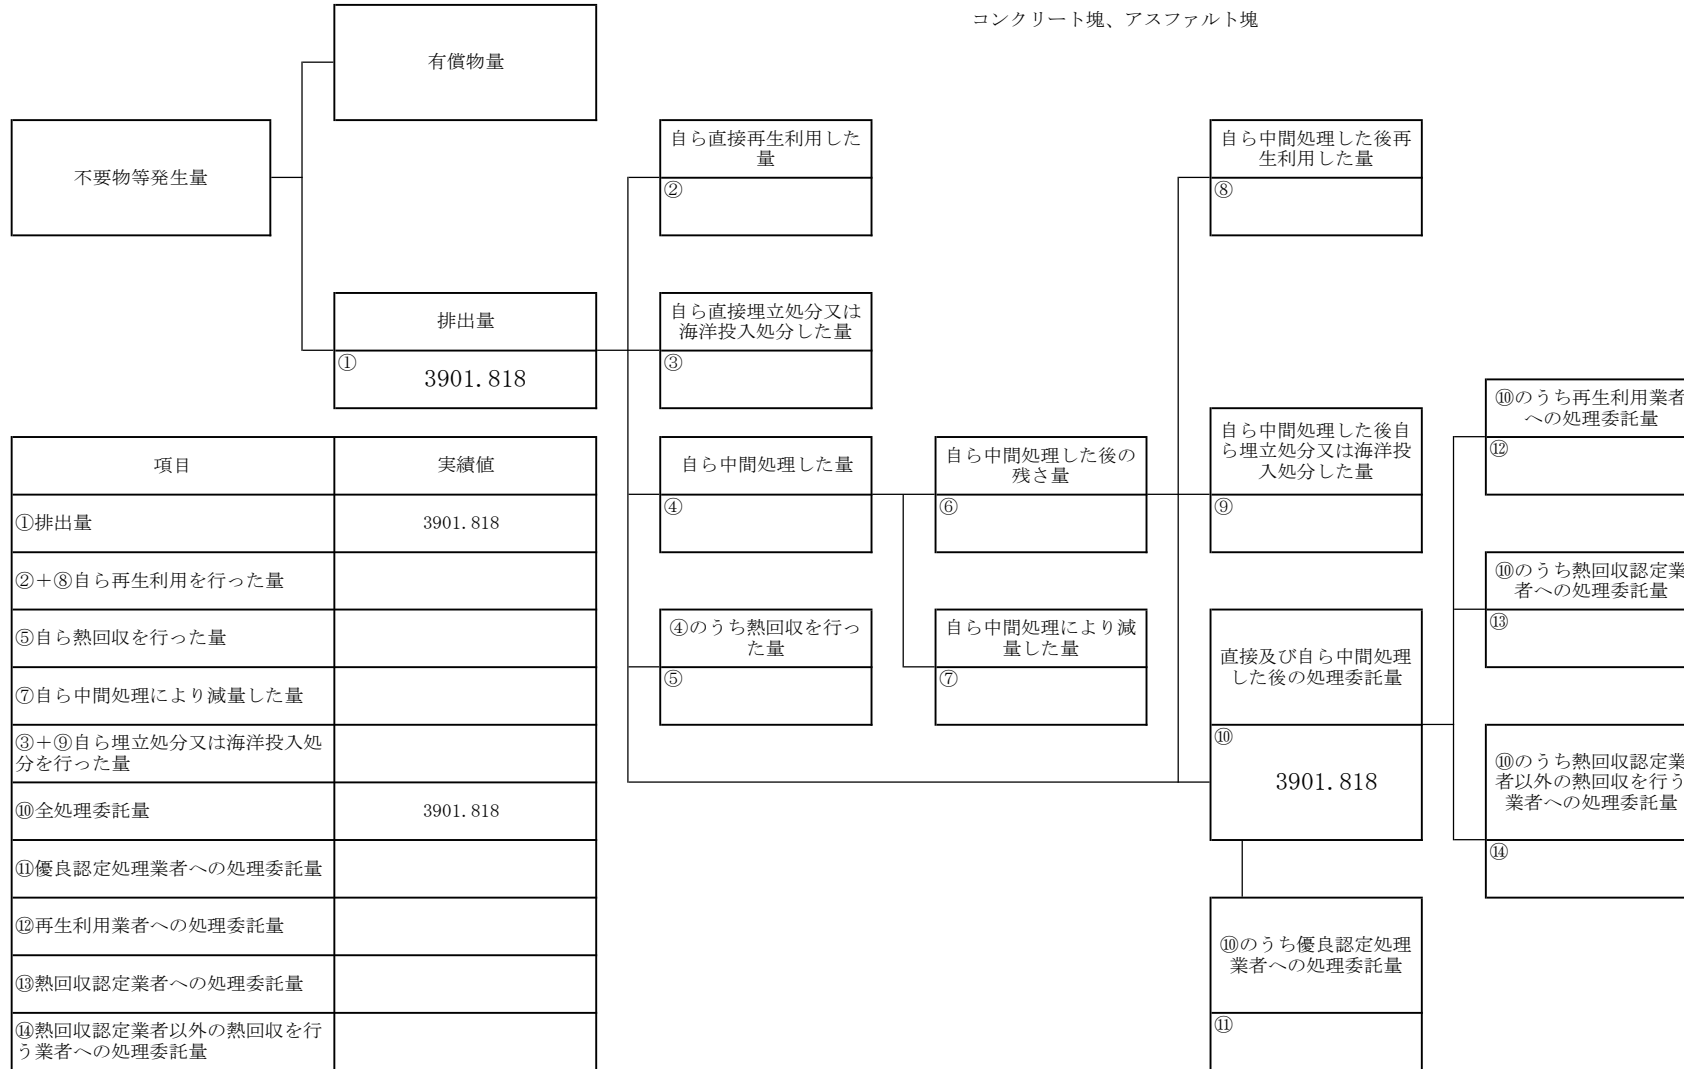 コンクリート塊、アスファルト塊
有償物量
不要物等発生量
自ら直接再生利用した
量
②
自ら中間処理した後再
生利用した量
⑧
排出量
①
3901.818
自ら直接埋立処分又は
海洋投入処分した量
③
⑩のうち再生利用業者
への処理委託量
⑫
自ら中間処理した量
④
自ら中間処理した後の
残さ量
⑥
自ら中間処理した後自
ら埋立処分又は海洋投
入処分した量
⑨
⑩のうち熱回収認定業
者への処理委託量
⑬
④のうち熱回収を行っ
た量
⑤
自ら中間処理により減
量した量
⑦
直接及び自ら中間処理
した後の処理委託量
⑩
3901.818
⑩のうち熱回収認定業
者以外の熱回収を行う
業者への処理委託量
⑭
⑩のうち優良認定処理
業者への処理委託量
⑪
項目 実績値
①排出量 3901.818
②＋⑧自ら再生利用を行った量
⑤自ら熱回収を行った量
⑦自ら中間処理により減量した量
③＋⑨自ら埋立処分又は海洋投入処
分を行った量
⑩全処理委託量 3901.818
⑪優良認定処理業者への処理委託量
⑫再生利用業者への処理委託量
⑬熱回収認定業者への処理委託量
⑭熱回収認定業者以外の熱回収を行
う業者への処理委託量